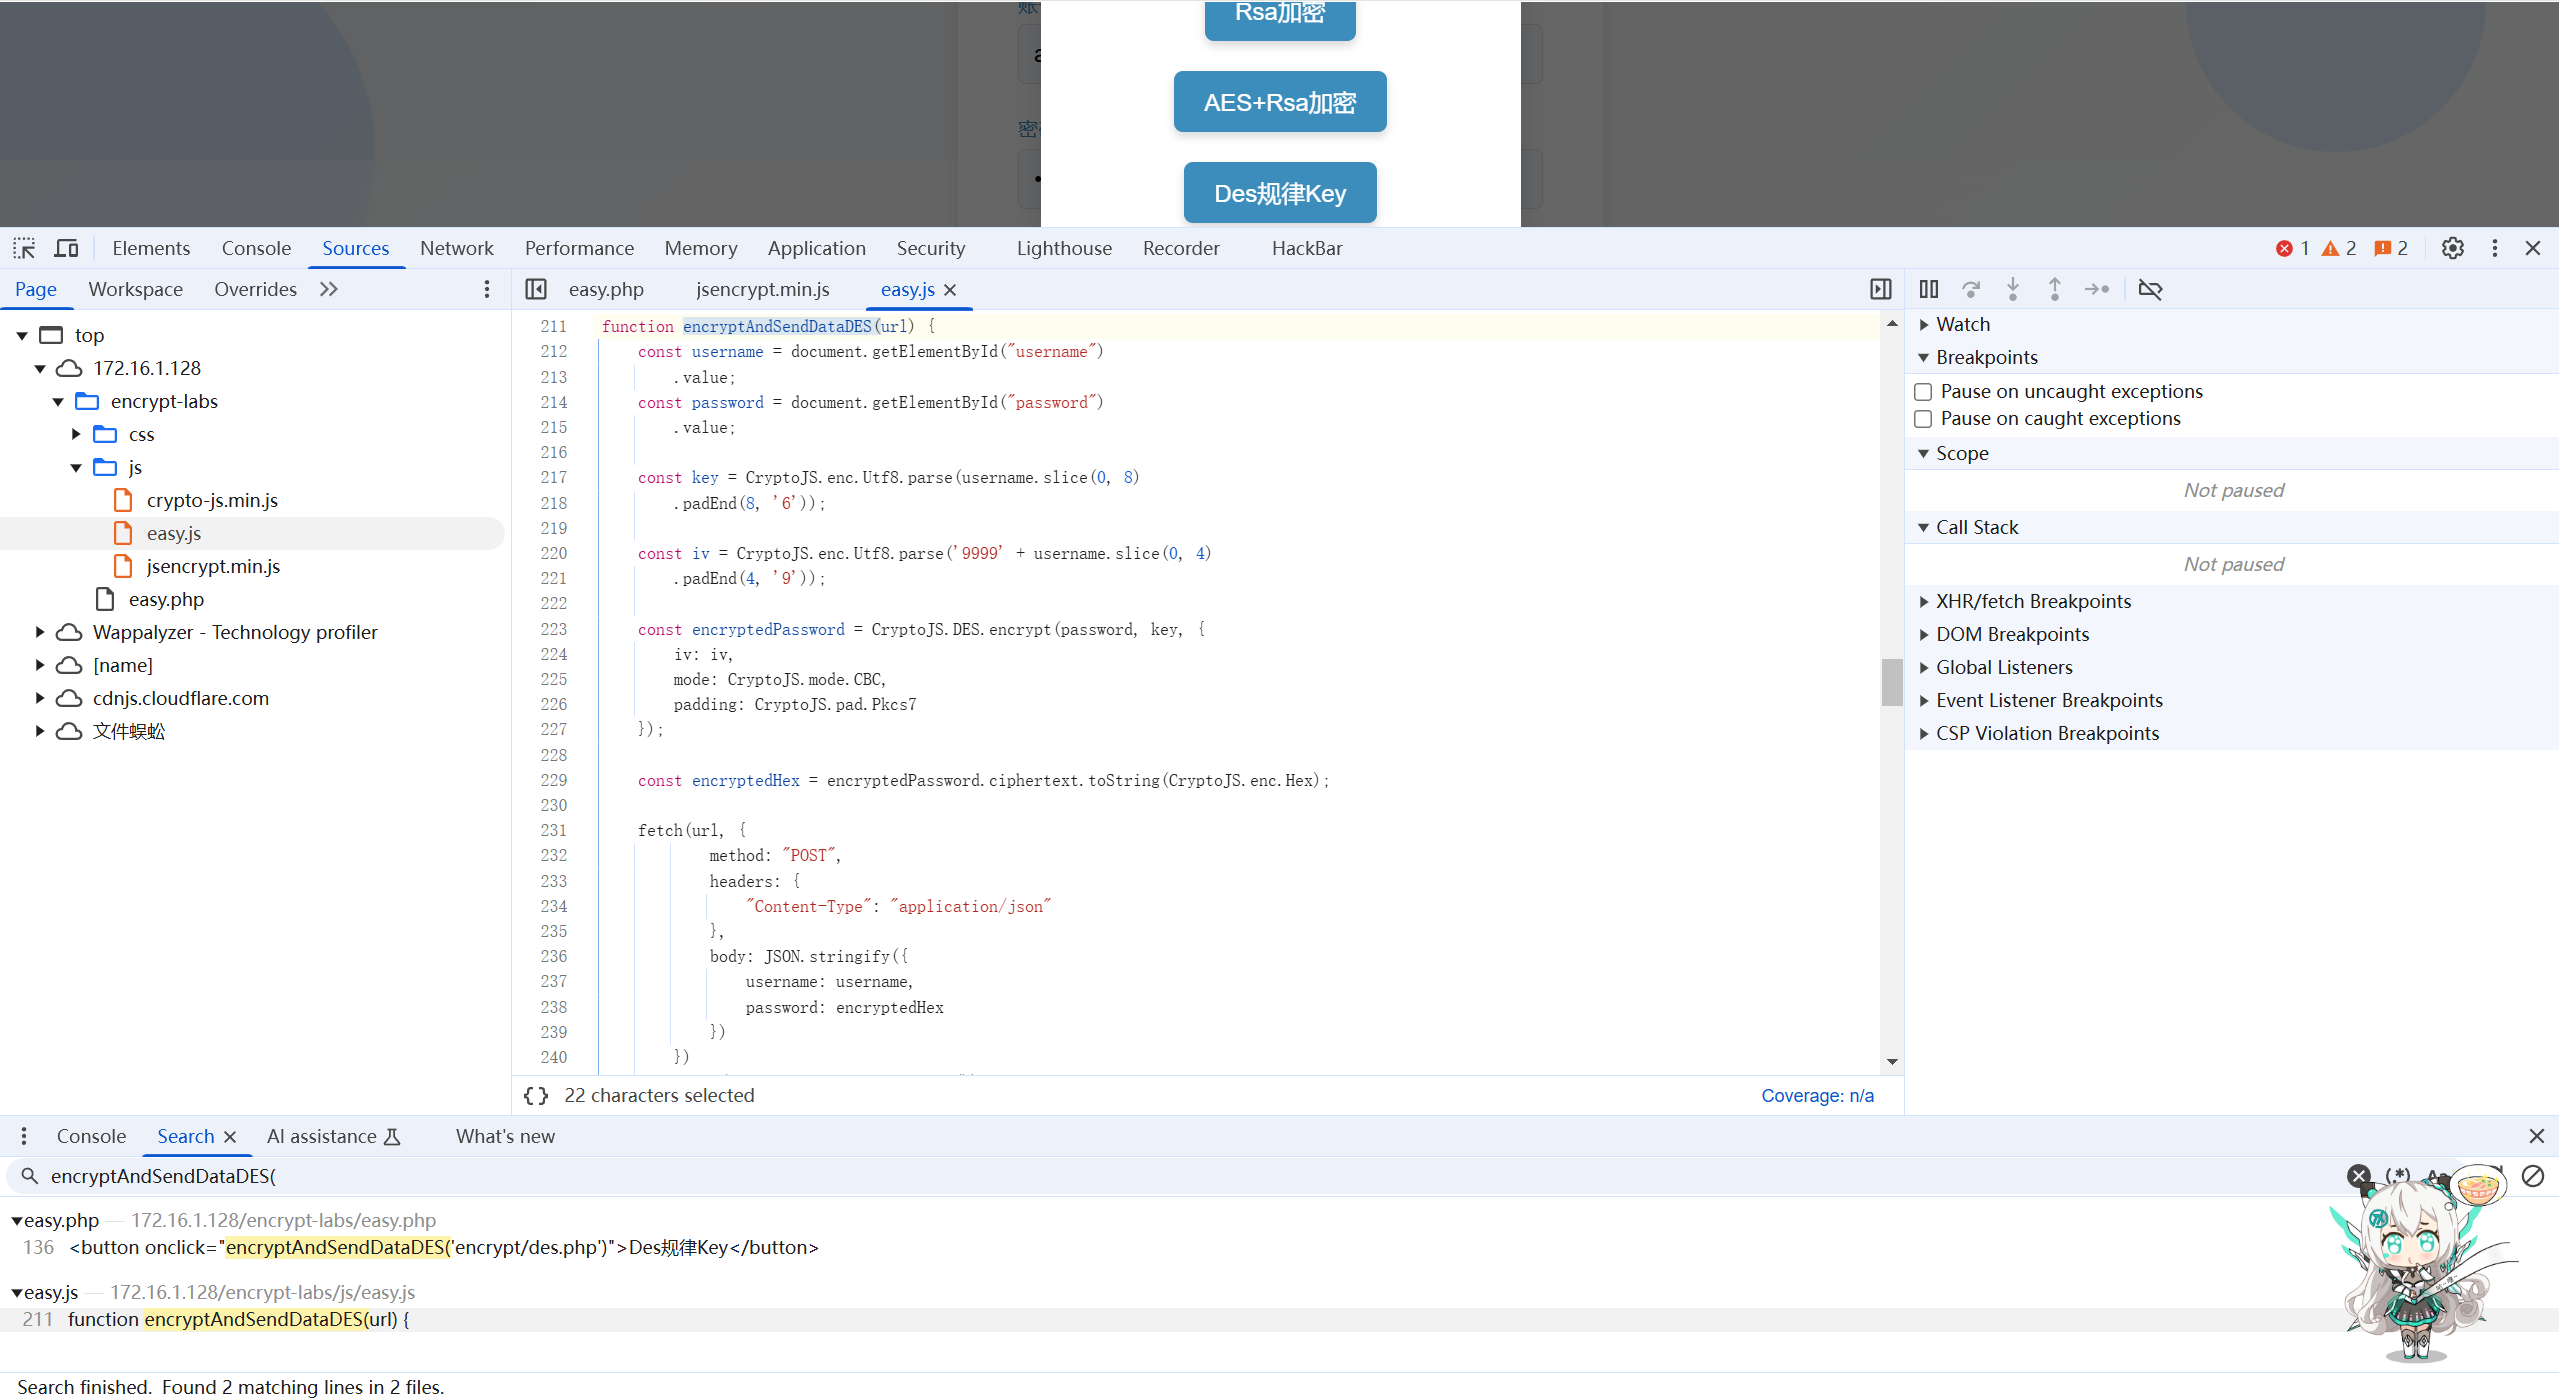 账
Rsa加密
AES+Rsa加密
密
Des规律Key
Elements Console Sources Network Performance Memory Application Security Lighthouse Recorder HackBar 1 2 2
Page Workspace Overrides easy.php jsencrypt.min.js easy.js
top
172.16.1.128
encrypt-labs
css
js
crypto-js.min.js
easy.js
jsencrypt.min.js
easy.php
Wappalyzer - Technology profiler
[name]
cdnjs.cloudflare.com
文件蜈蚣
211 function encryptAndSendDataDES(url) {
212 const username = document.getElementById("username")
213 .value;
214 const password = document.getElementById("password")
215 .value;
216
217 const key = CryptoJS.enc.Utf8.parse(username.slice(0, 8)
218 .padEnd(8, '6'));
219
220 const iv = CryptoJS.enc.Utf8.parse('9999' + username.slice(0, 4)
221 .padEnd(4, '9'));
222
223 const encryptedPassword = CryptoJS.DES.encrypt(password, key, {
224 iv: iv,
225 mode: CryptoJS.mode.CBC,
226 padding: CryptoJS.pad.Pkcs7
227 });
228
229 const encryptedHex = encryptedPassword.ciphertext.toString(CryptoJS.enc.Hex);
230
231 fetch(url, {
232 method: "POST",
233 headers: {
234 "Content-Type": "application/json"
235 },
236 body: JSON.stringify({
237 username: username,
238 password: encryptedHex
239 })
240 })
{} 22 characters selected Coverage: n/a
Watch
Breakpoints
Pause on uncaught exceptions
Pause on caught exceptions
Scope
Not paused
Call Stack
Not paused
XHR/fetch Breakpoints
DOM Breakpoints
Global Listeners
Event Listener Breakpoints
CSP Violation Breakpoints
Console Search AI assistance What's new
encryptAndSendDataDES(
easy.php — 172.16.1.128/encrypt-labs/easy.php
136 <button onclick="encryptAndSendDataDES('encrypt/des.php')">Des规律Key</button>
easy.js — 172.16.1.128/encrypt-labs/js/easy.js
211 function encryptAndSendDataDES(url) {
Search finished. Found 2 matching lines in 2 files.